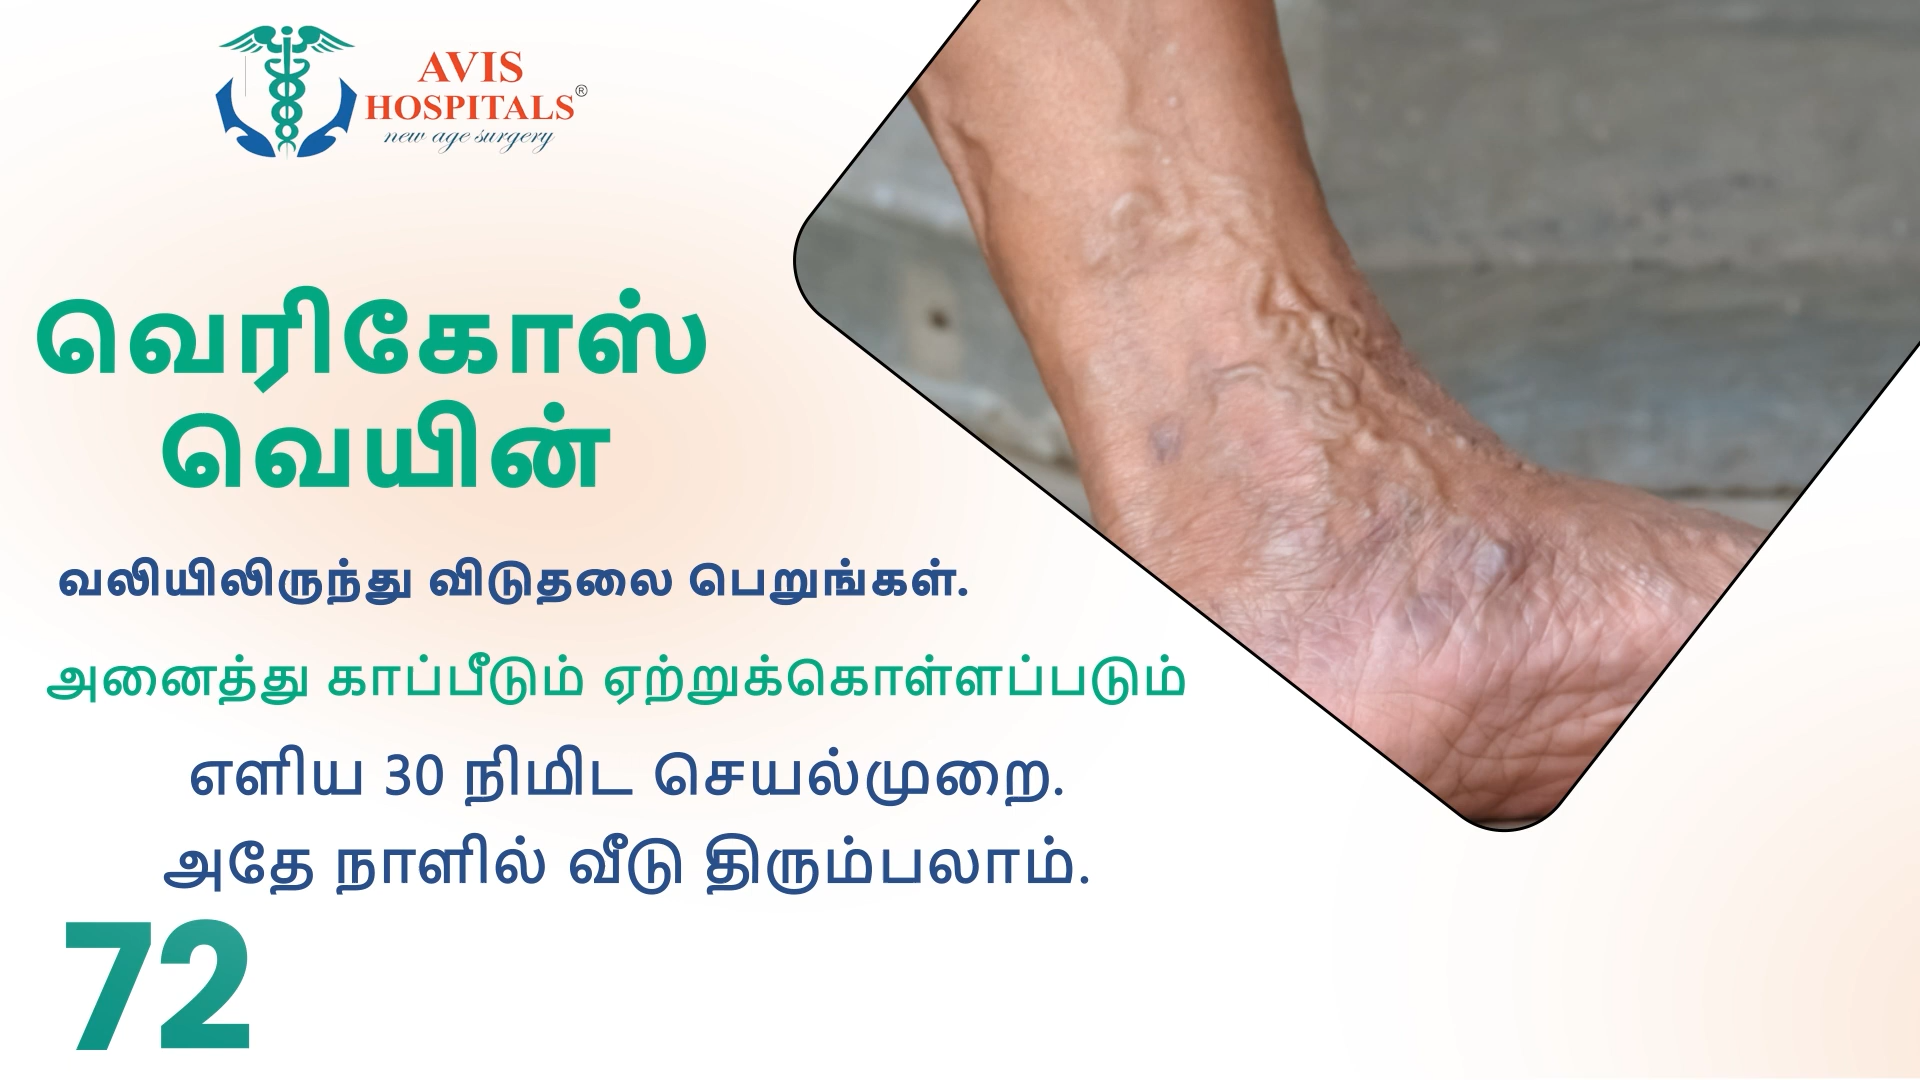 AVIS
HOSPITALS®
new age surgery
வெரிகோஸ்
வெயின்
வலியிலிருந்து விடுதலை பெறுங்கள்.
அனைத்து காப்பீடும் ஏற்றுக்கொள்ளப்படும்
எளிய 30 நிமிட செயல்முறை.
அதே நாளில் வீடு திரும்பலாம்.
72